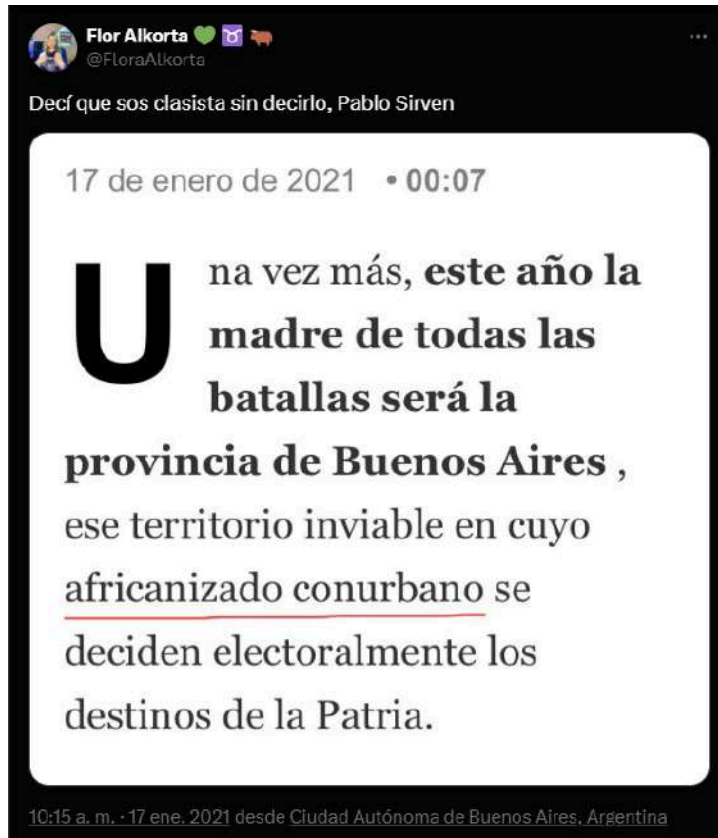 Flor Alkorta 💚 ♉ 🐂
@FloraAlkorta
Decí que sos clasista sin decirlo, Pablo Sirven
17 de enero de 2021 • 00:07
Una vez más, este año la
madre de todas las
batallas será la
provincia de Buenos Aires ,
ese territorio inviable en cuyo
africanizado conurbano se
deciden electoralmente los
destinos de la Patria.
10:15 a. m. · 17 ene. 2021 desde Ciudad Autónoma de Buenos Aires, Argentina